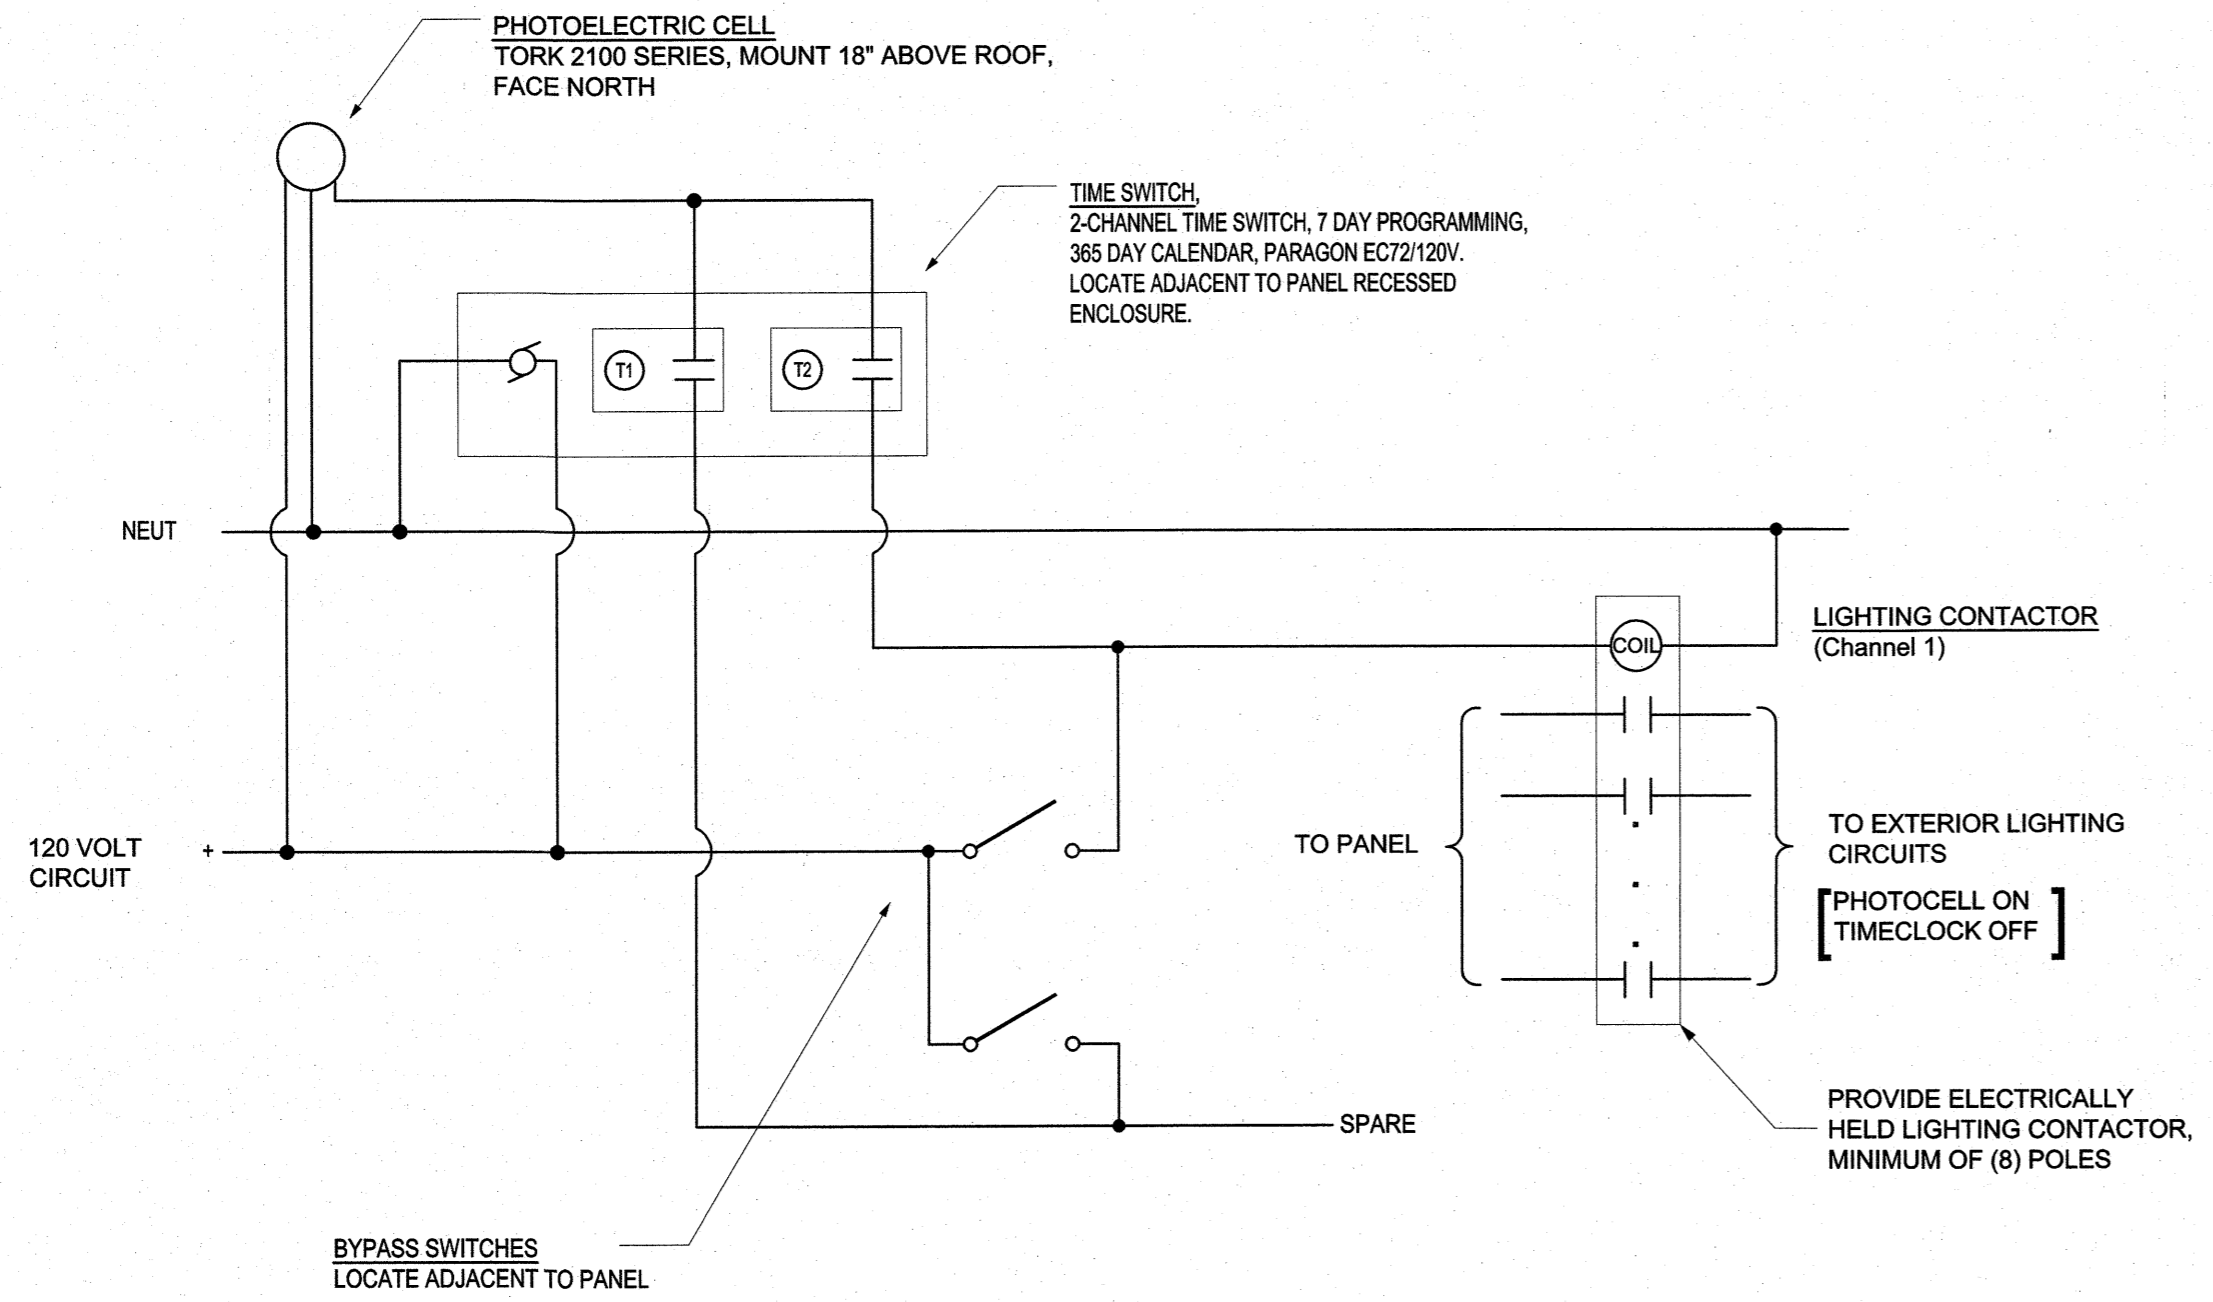 PHOTOELECTRIC CELL
TORK 2100 SERIES, MOUNT 18" ABOVE ROOF,
FACE NORTH
TIME SWITCH,
2-CHANNEL TIME SWITCH, 7 DAY PROGRAMMING,
365 DAY CALENDAR, PARAGON EC72/120V.
LOCATE ADJACENT TO PANEL RECESSED
ENCLOSURE.
T1
T2
NEUT
LIGHTING CONTACTOR
(Channel 1)
COIL
120 VOLT
CIRCUIT
+
TO PANEL
TO EXTERIOR LIGHTING
CIRCUITS
[PHOTOCELL ON
TIMECLOCK OFF]
SPARE
PROVIDE ELECTRICALLY
HELD LIGHTING CONTACTOR,
MINIMUM OF (8) POLES
BYPASS SWITCHES
LOCATE ADJACENT TO PANEL